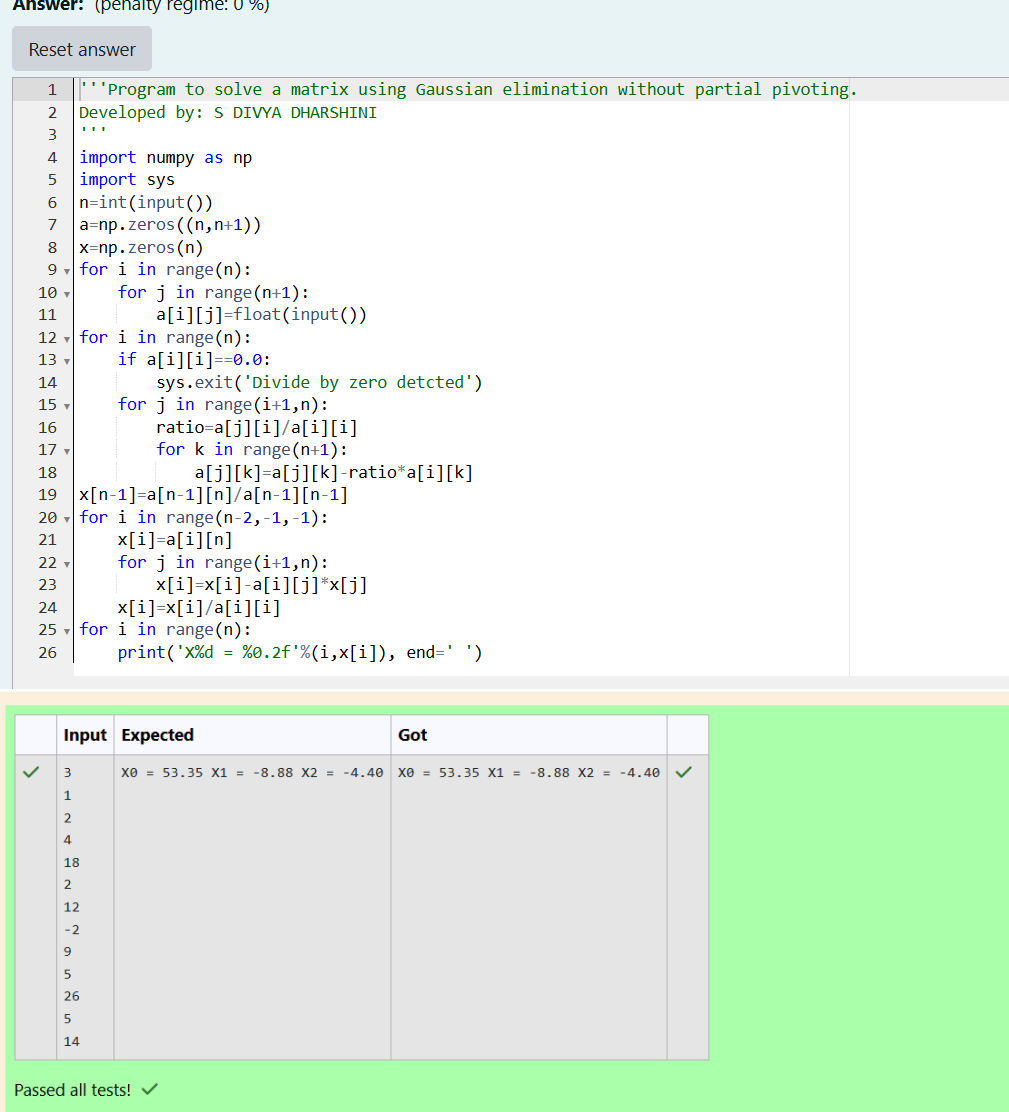 Answer: (penalty regime: 0 %)
Reset answer
1 '''Program to solve a matrix using Gaussian elimination without partial pivoting.
2 Developed by: S DIVYA DHARSHINI
3 '''
4 import numpy as np
5 import sys
6 n=int(input())
7 a=np.zeros((n,n+1))
8 x=np.zeros(n)
9 for i in range(n):
10     for j in range(n+1):
11         a[i][j]=float(input())
12 for i in range(n):
13     if a[i][i]==0.0:
14         sys.exit('Divide by zero detcted')
15     for j in range(i+1,n):
16         ratio=a[j][i]/a[i][i]
17         for k in range(n+1):
18             a[j][k]=a[j][k]-ratio*a[i][k]
19 x[n-1]=a[n-1][n]/a[n-1][n-1]
20 for i in range(n-2,-1,-1):
21     x[i]=a[i][n]
22     for j in range(i+1,n):
23         x[i]=x[i]-a[i][j]*x[j]
24     x[i]=x[i]/a[i][i]
25 for i in range(n):
26     print('X%d = %0.2f'%(i,x[i]), end=' ')
Input Expected Got
3 X0 = 53.35 X1 = -8.88 X2 = -4.40 X0 = 53.35 X1 = -8.88 X2 = -4.40
1
2
4
18
2
12
-2
9
5
26
5
14
Passed all tests!